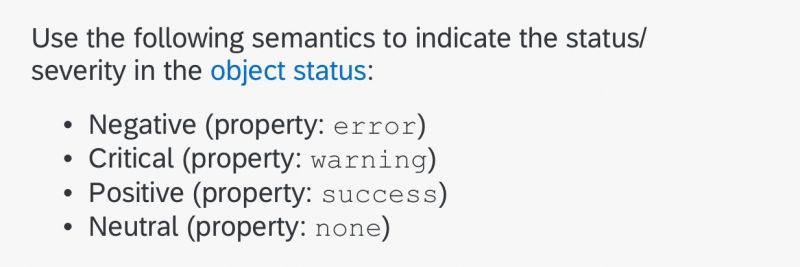 Use the following semantics to indicate the status/
severity in the object status:
• Negative (property: error)
• Critical (property: warning)
• Positive (property: success)
• Neutral (property: none)